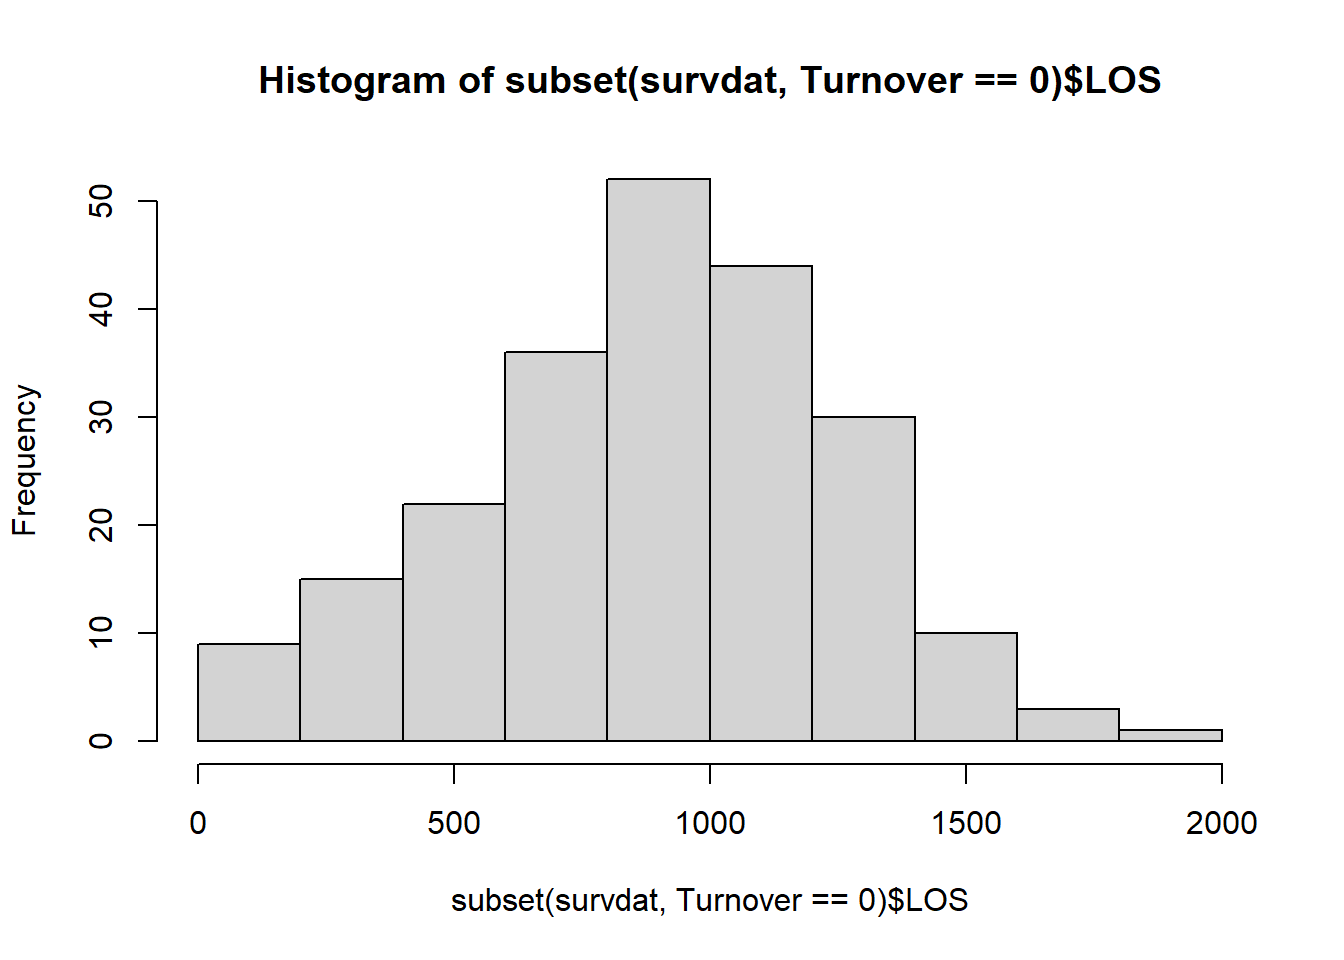 Histogram of subset(survdat, Turnover == 0)$LOS
Frequency
50
40
30
20
10
0
0 500 1000 1500 2000
subset(survdat, Turnover == 0)$LOS